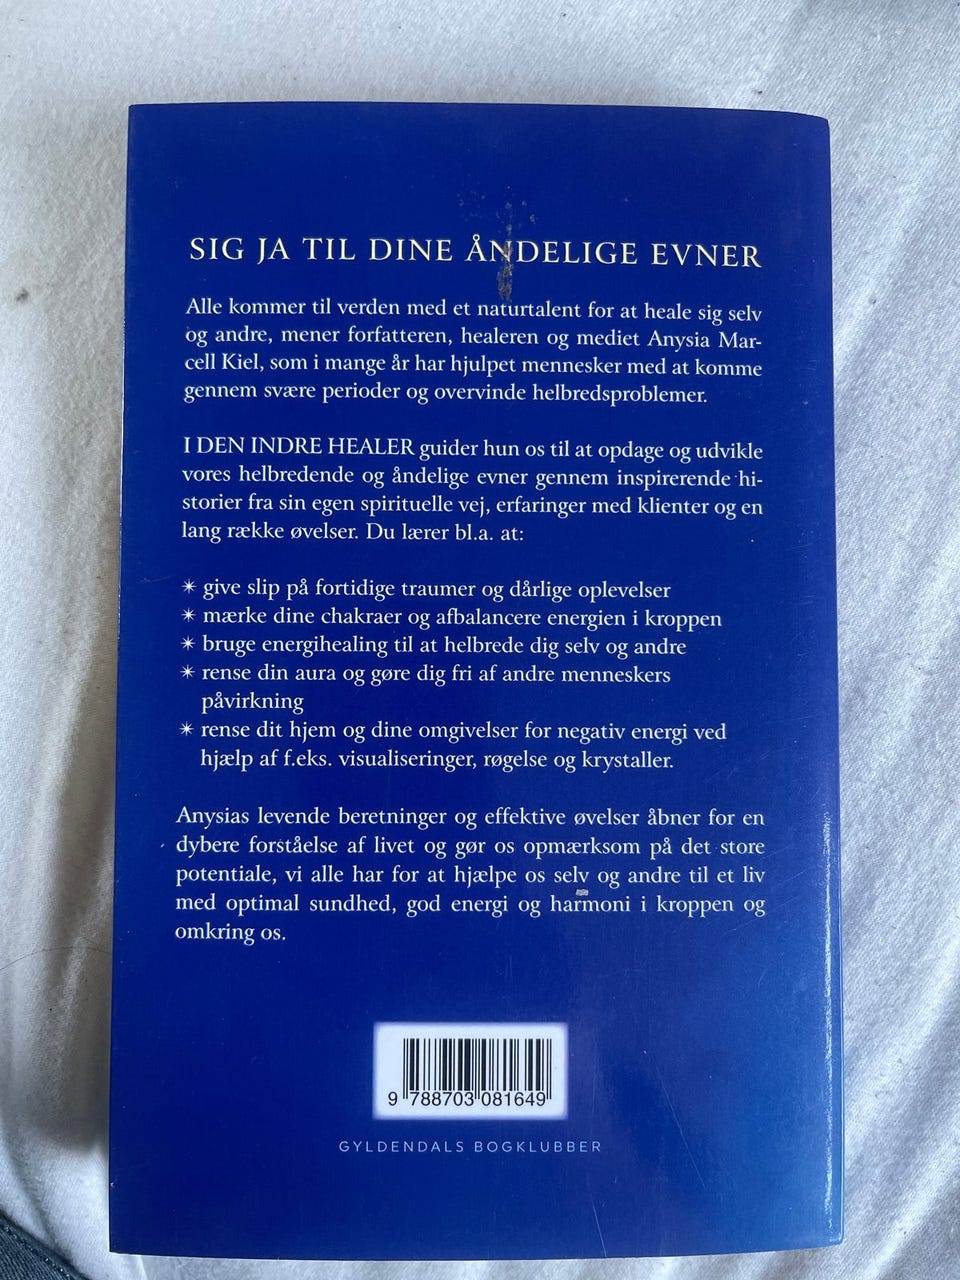 SIG JA TIL DINE ÅNDELIGE EVNER
Alle kommer til verden med et naturtalent for at heale sig selv
og andre, mener forfatteren, healeren og mediet Anysia Mar-
cell Kiel, som i mange år har hjulpet mennesker med at komme
gennem svære perioder og overvinde helbredsproblemer.
I DEN INDRE HEALER guider hun os til at opdage og udvikle
vores helbredende og åndelige evner gennem inspirerende hi-
storier fra sin egen spirituelle vej, erfaringer med klienter og en
lang række øvelser. Du lærer bl.a. at:
✴ give slip på fortidige traumer og dårlige oplevelser
✴ mærke dine chakraer og afbalancere energien i kroppen
✴ bruge energihealing til at helbrede dig selv og andre
✴ rense din aura og gøre dig fri af andre menneskers
påvirkning
✴ rense dit hjem og dine omgivelser for negativ energi ved
hjælp af f.eks. visualiseringer, røgelse og krystaller.
Anysias levende beretninger og effektive øvelser åbner for en
dybere forståelse af livet og gør os opmærksom på det store
potentiale, vi alle har for at hjælpe os selv og andre til et liv
med optimal sundhed, god energi og harmoni i kroppen og
omkring os.
9 788703 081649
GYLDENDALS BOGKLUBBER